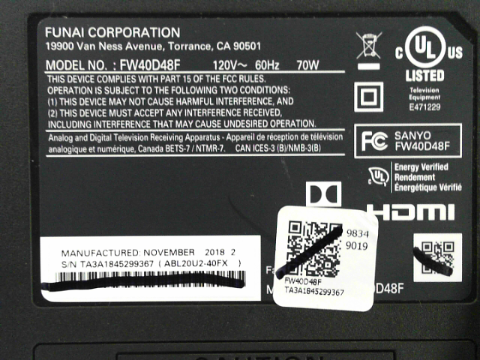 FUNAI CORPORATION
19900 Van Ness Avenue, Torrance, CA 90501
MODEL NO. : FW40D48F 120V~ 60Hz 70W
THIS DEVICE COMPLIES WITH PART 15 OF THE FCC RULES.
OPERATION IS SUBJECT TO THE FOLLOWING TWO CONDITIONS:
(1) THIS DEVICE MAY NOT CAUSE HARMFUL INTERFERENCE, AND
(2) THIS DEVICE MUST ACCEPT ANY INTERFERENCE,
INCLUDING INTERFERENCE THAT MAY CAUSE UNDESIRED OPERATION.
Analog and Digital Television Receiving Apparatus - Appareil de réception de télévision
analogique et numérique, Canada BETS-7 / NTMR-7. CAN ICES-3 (B)/NMB-3(B)
c UL US
LISTED
Television
Equipment
E471229
FC SANYO
FW40D48F
Energy Verified
Rendement
Énergétique Vérifié
HDMI
MANUFACTURED NOVEMBER 2018 2
S/N TA3A1845299367 ( ABL20U2-40FX )
9834
9019
FW40D48F
TA3A1845299367
CAUTION